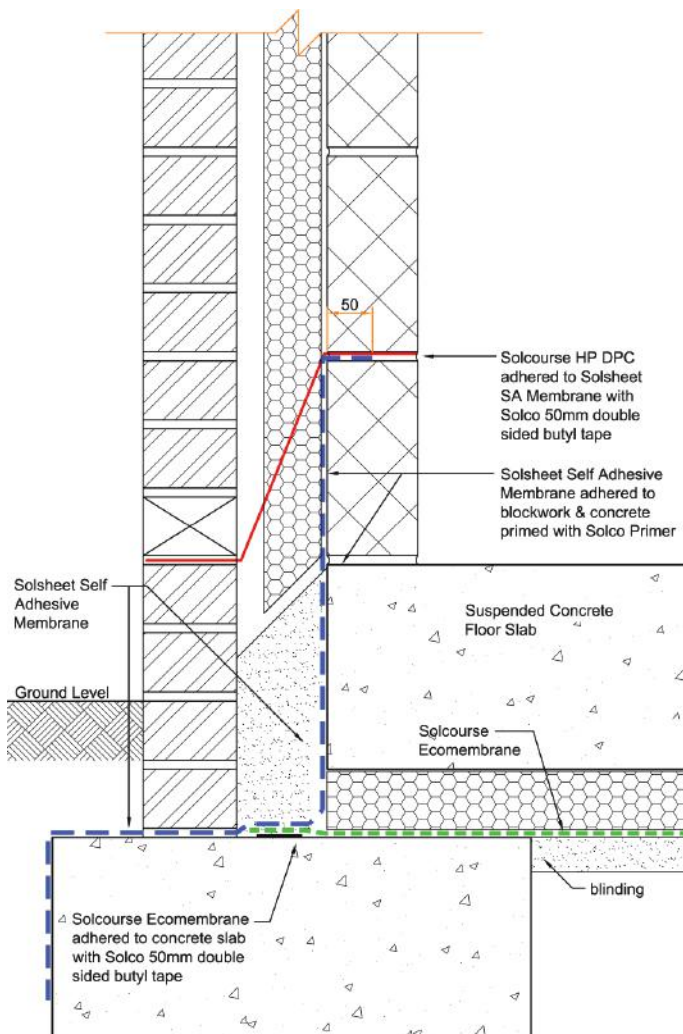 50
Solcourse HP DPC
adhered to Solsheet
SA Membrane with
Solco 50mm double
sided butyl tape
Solsheet Self Adhesive
Membrane adhered to
blockwork & concrete
primed with Solco Primer
Solsheet Self
Adhesive
Membrane
Suspended Concrete
Floor Slab
Ground Level
Solcourse
Ecomembrane
blinding
Solcourse Ecomembrane
adhered to concrete slab
with Solco 50mm double
sided butyl tape